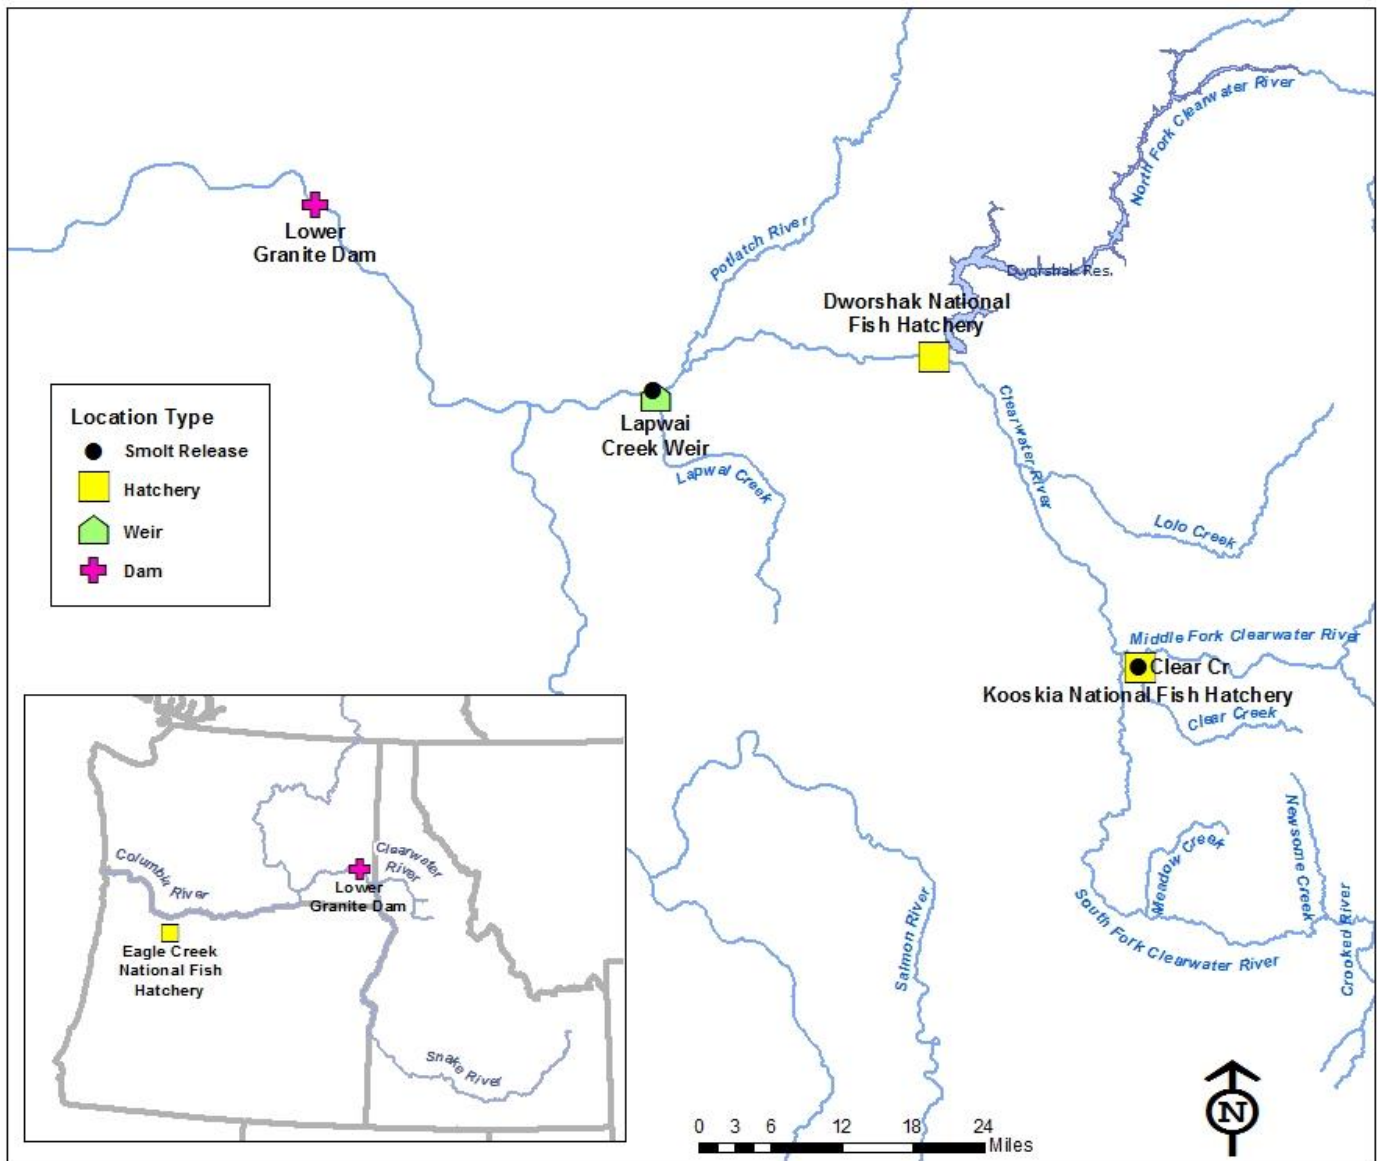 North Fork Clearwater River
Lower
Granite Dam
Potlatch River
Dworshak Res.
Dworshak National
Fish Hatchery
Location Type
Smolt Release
Hatchery
Weir
Dam
Lapwai
Creek Weir
Lapwai Creek
Clearwater River
Lolo Creek
Middle Fork Clearwater River
Clear Cr
Kooskia National Fish Hatchery
Clear Creek
Newsome Creek
Meadow Creek
South Fork Clearwater River
Crooked River
Salmon River
Columbia River
Clearwater
River
Lower
Granite Dam
Eagle Creek
National Fish
Hatchery
Snake River
0 3 6 12 18 24
Miles
N